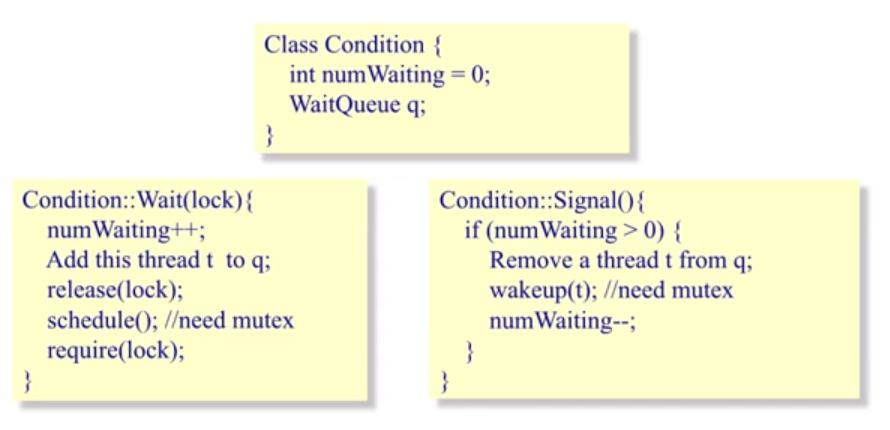 Class Condition {
int numWaiting = 0;
WaitQueue q;
}
Condition::Wait(lock){
numWaiting++;
Add this thread t to q;
release(lock);
schedule(); //need mutex
require(lock);
}
Condition::Signal(){
if (numWaiting > 0) {
Remove a thread t from q;
wakeup(t); //need mutex
numWaiting--;
}
}